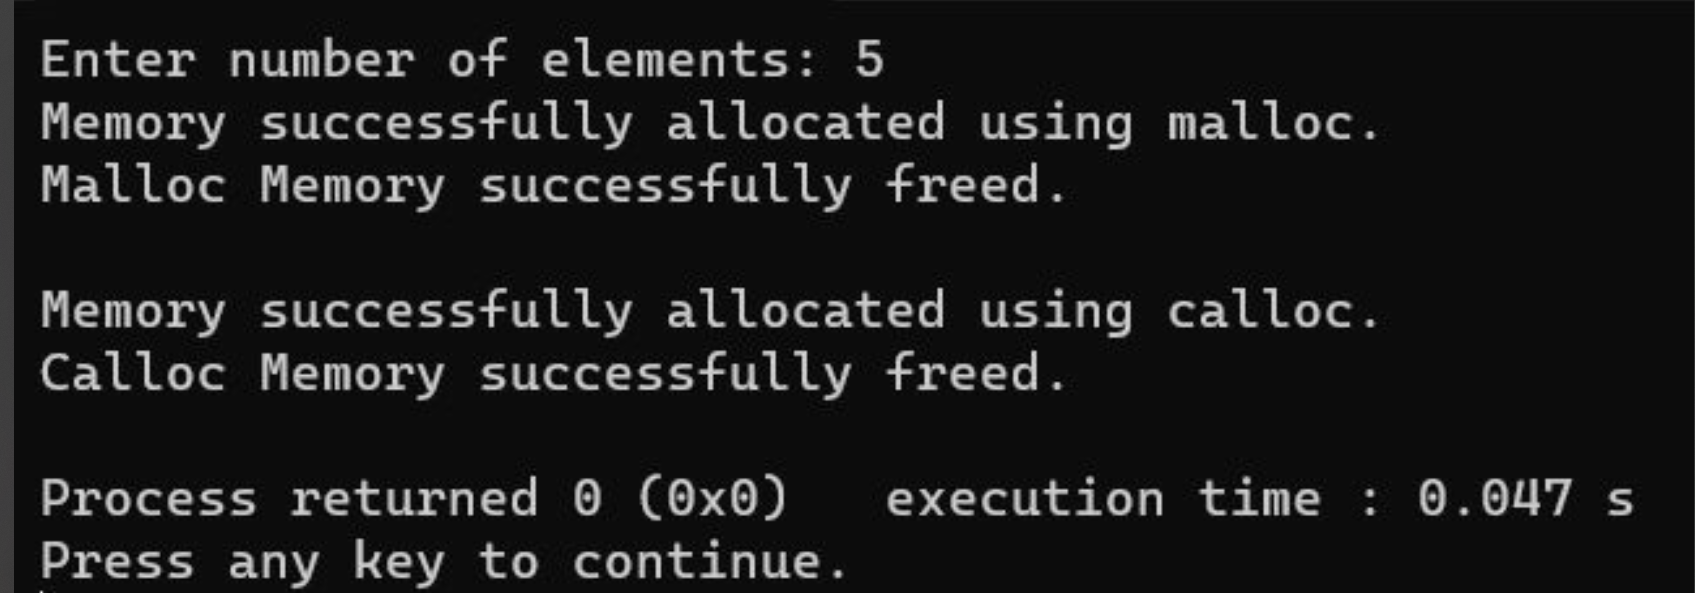 Enter number of elements: 5
Memory successfully allocated using malloc.
Malloc Memory successfully freed.

Memory successfully allocated using calloc.
Calloc Memory successfully freed.

Process returned 0 (0x0)   execution time : 0.047 s
Press any key to continue.